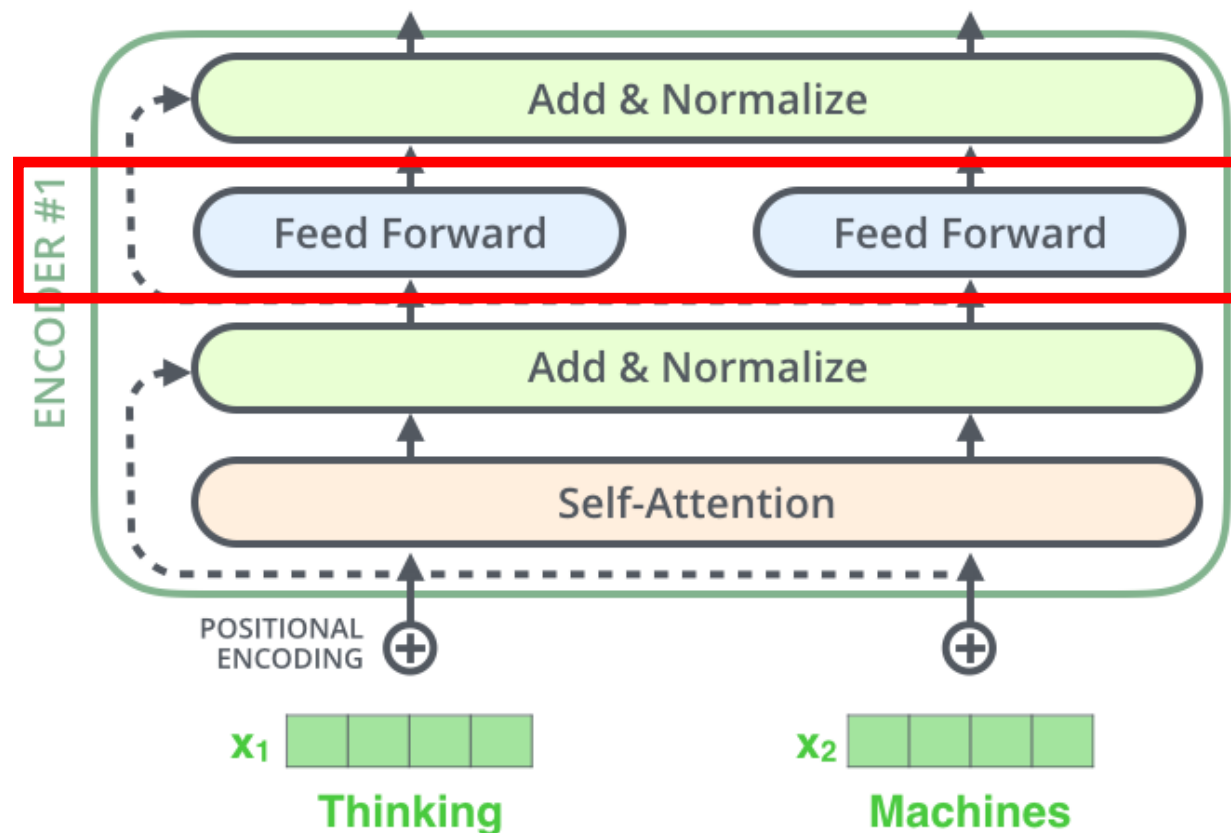 Add & Normalize
ENCODER #1
Feed Forward Feed Forward
Add & Normalize
Self-Attention
POSITIONAL
ENCODING
x₁ x₂
Thinking Machines